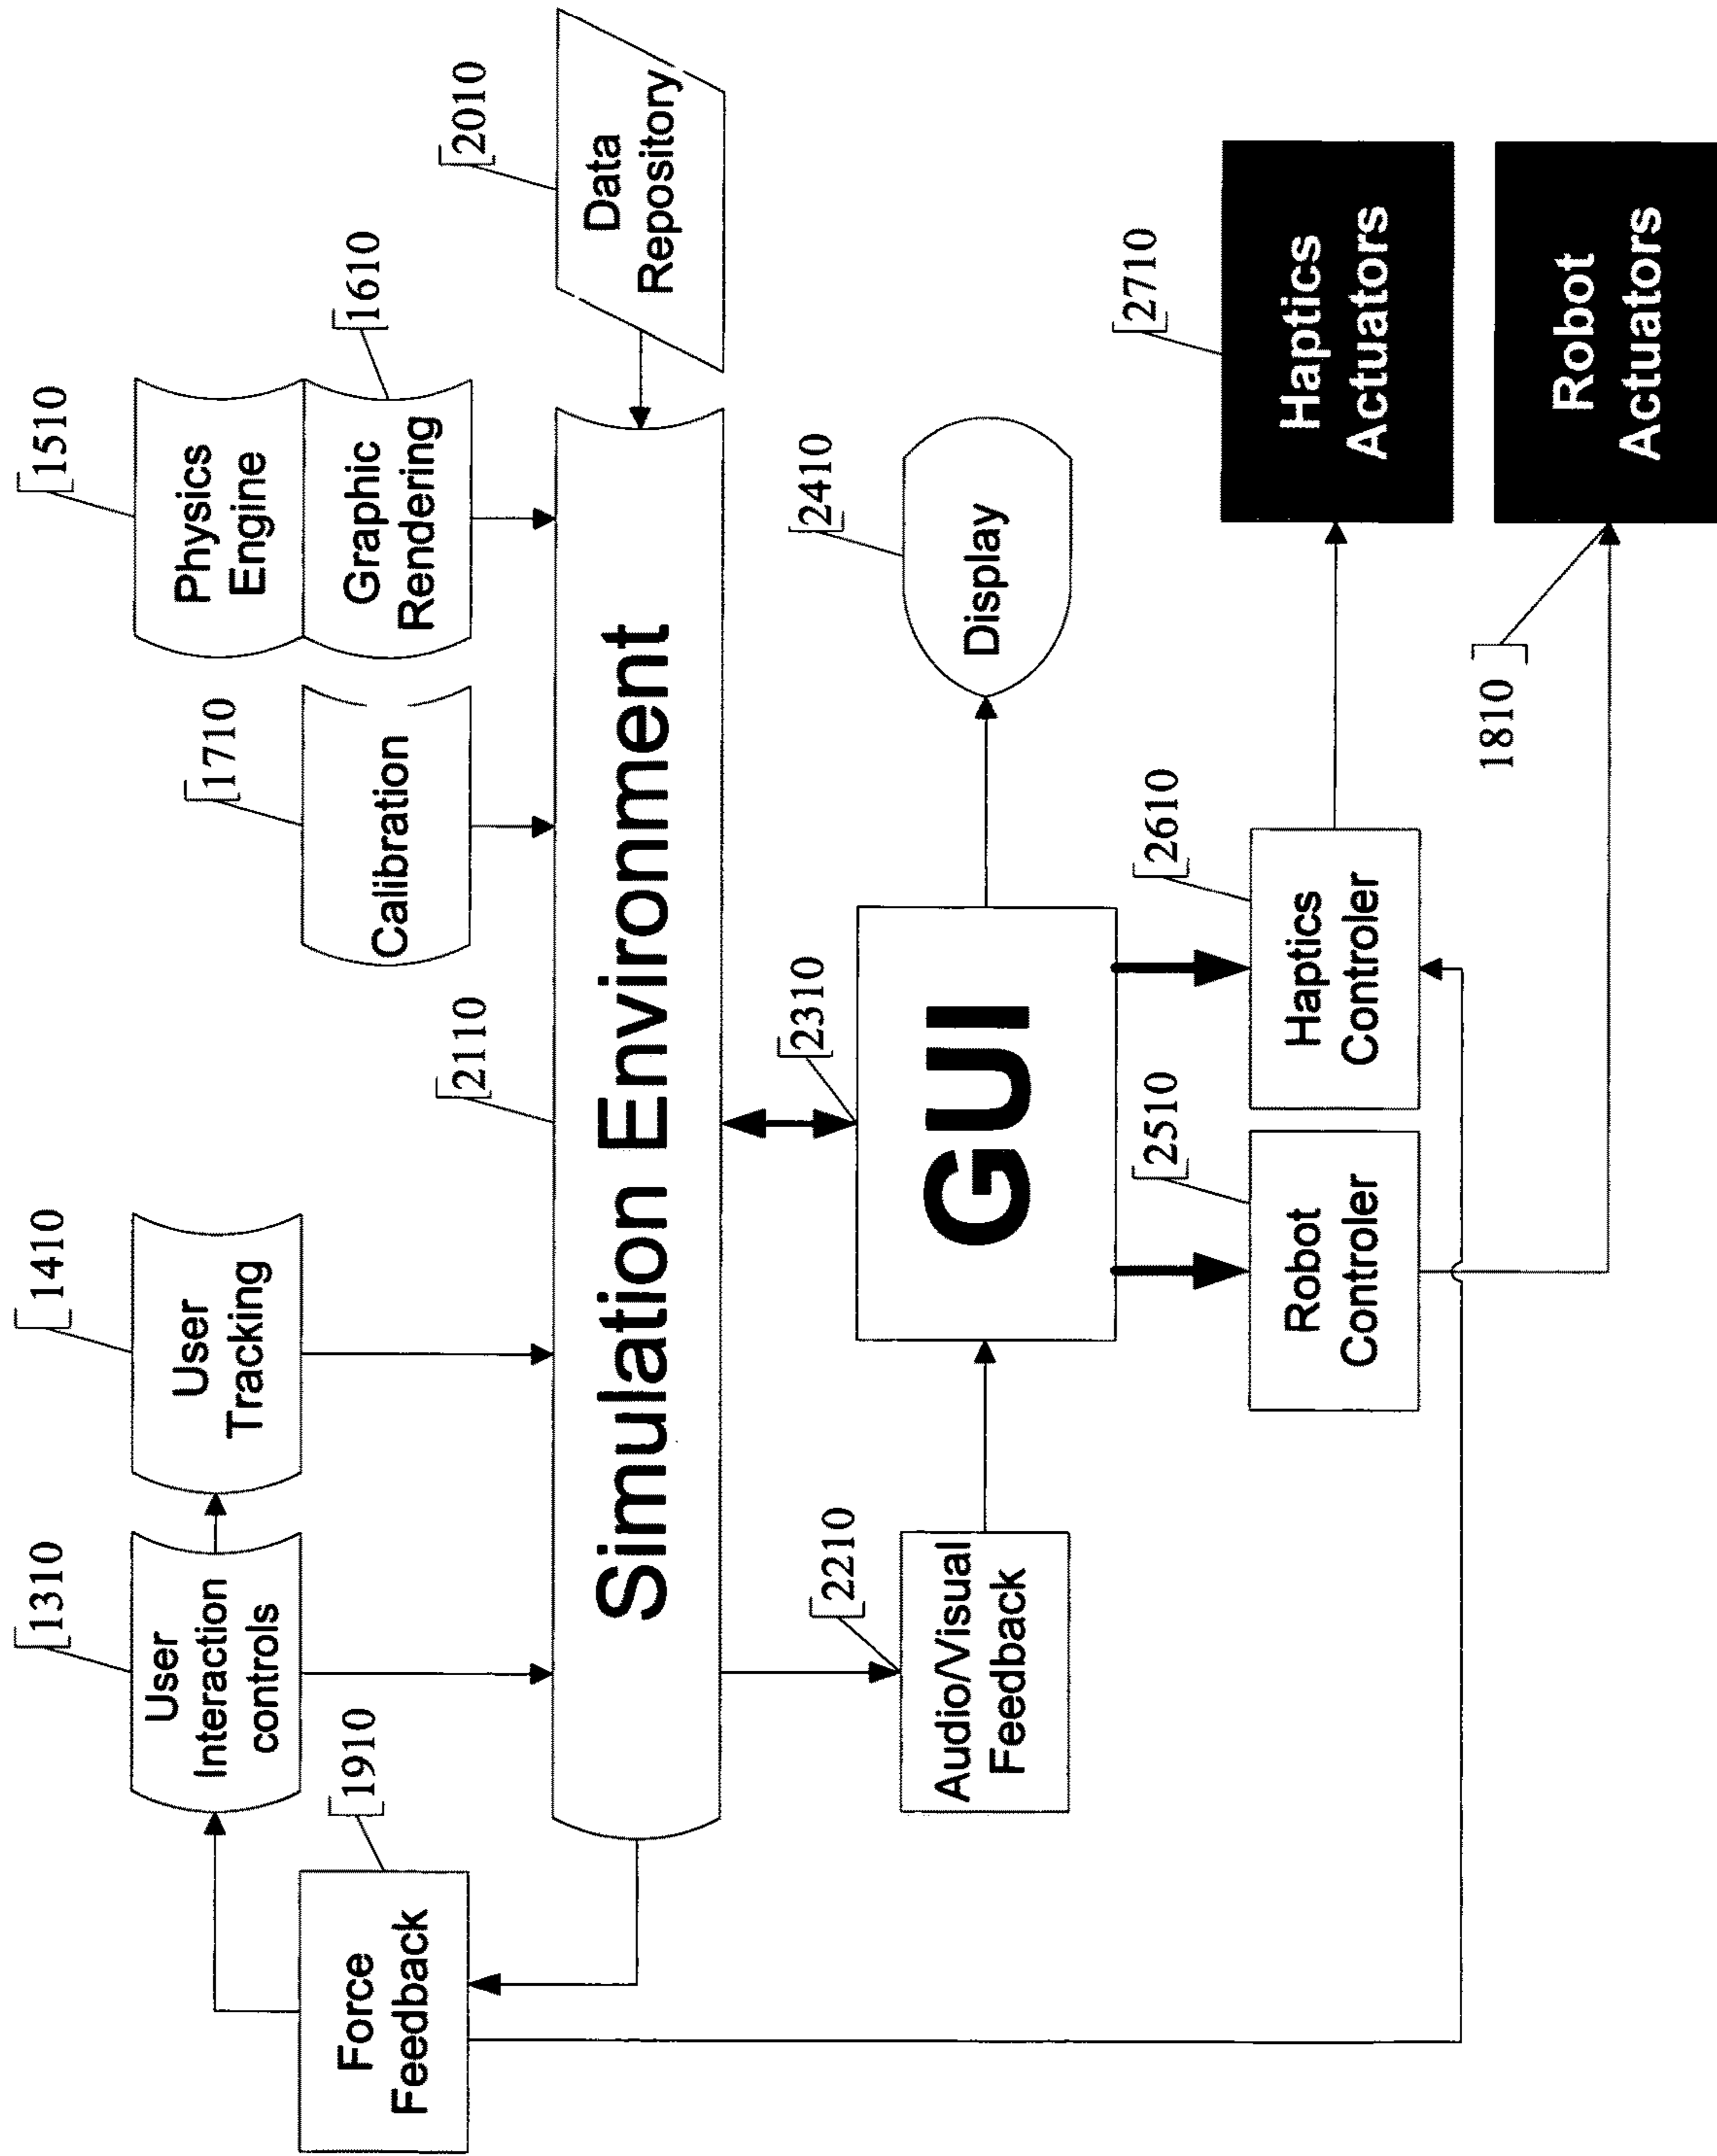 1310
1410
1510
User
Interaction
controls
User
Tracking
Physics
Engine
1910
1710
1610
Force
Feedback
Calibration
Graphic
Rendering
2110
2010
Simulation Environment
Data
Repository
2210
2310
2410
Audio/Visual
Feedback
GUI
Display
2510
2610
2710
Robot
Controler
Haptics
Controler
Haptics
Actuators
1810
Robot
Actuators